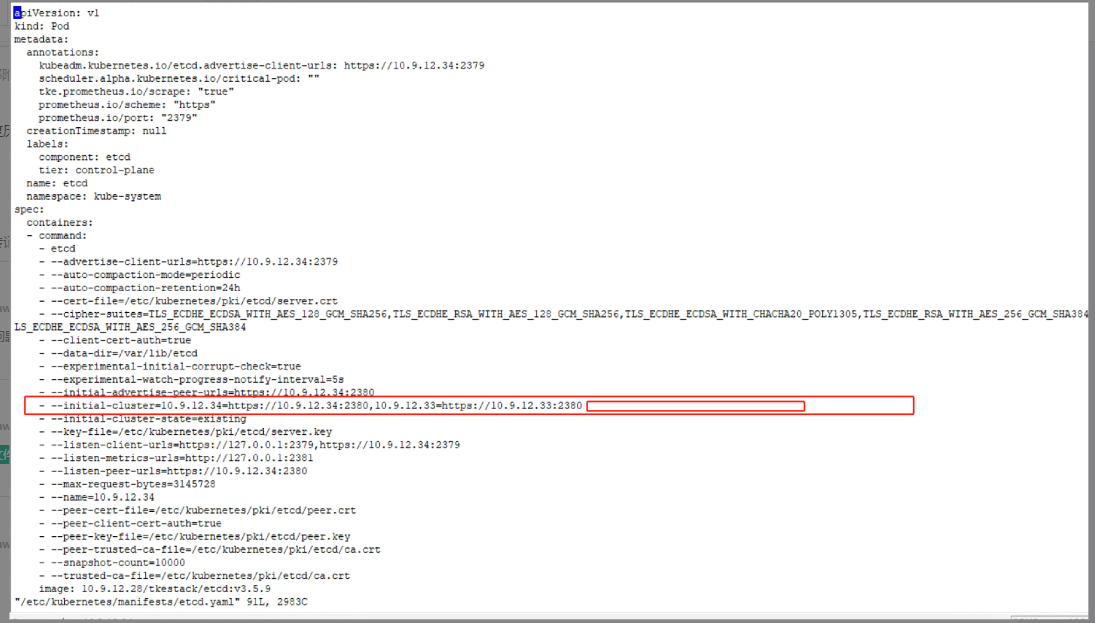 apiVersion: v1
kind: Pod
metadata:
  annotations:
    kubeadm.kubernetes.io/etcd.advertise-client-urls: https://10.9.12.34:2379
    scheduler.alpha.kubernetes.io/critical-pod: ""
    tke.prometheus.io/scrape: "true"
    prometheus.io/scheme: "https"
    prometheus.io/port: "2379"
  creationTimestamp: null
  labels:
    component: etcd
    tier: control-plane
  name: etcd
  namespace: kube-system
spec:
  containers:
  - command:
    - etcd
    - --advertise-client-urls=https://10.9.12.34:2379
    - --auto-compaction-mode=periodic
    - --auto-compaction-retention=24h
    - --cert-file=/etc/kubernetes/pki/etcd/server.crt
    - --cipher-suites=TLS_ECDHE_ECDSA_WITH_AES_128_GCM_SHA256,TLS_ECDHE_RSA_WITH_AES_128_GCM_SHA256,TLS_ECDHE_ECDSA_WITH_CHACHA20_POLY1305,TLS_ECDHE_RSA_WITH_AES_256_GCM_SHA384
LS_ECDHE_ECDSA_WITH_AES_256_GCM_SHA384
    - --client-cert-auth=true
    - --data-dir=/var/lib/etcd
    - --experimental-initial-corrupt-check=true
    - --experimental-watch-progress-notify-interval=5s
    - --initial-advertise-peer-urls=https://10.9.12.34:2380
    - --initial-cluster=10.9.12.34=https://10.9.12.34:2380,10.9.12.33=https://10.9.12.33:2380
    - --initial-cluster-state=existing
    - --key-file=/etc/kubernetes/pki/etcd/server.key
    - --listen-client-urls=https://127.0.0.1:2379,https://10.9.12.34:2379
    - --listen-metrics-urls=http://127.0.0.1:2381
    - --listen-peer-urls=https://10.9.12.34:2380
    - --max-request-bytes=3145728
    - --name=10.9.12.34
    - --peer-cert-file=/etc/kubernetes/pki/etcd/peer.crt
    - --peer-client-cert-auth=true
    - --peer-key-file=/etc/kubernetes/pki/etcd/peer.key
    - --peer-trusted-ca-file=/etc/kubernetes/pki/etcd/ca.crt
    - --snapshot-count=10000
    - --trusted-ca-file=/etc/kubernetes/pki/etcd/ca.crt
    image: 10.9.12.28/tkestack/etcd:v3.5.9
"/etc/kubernetes/manifests/etcd.yaml" 91L, 2983C